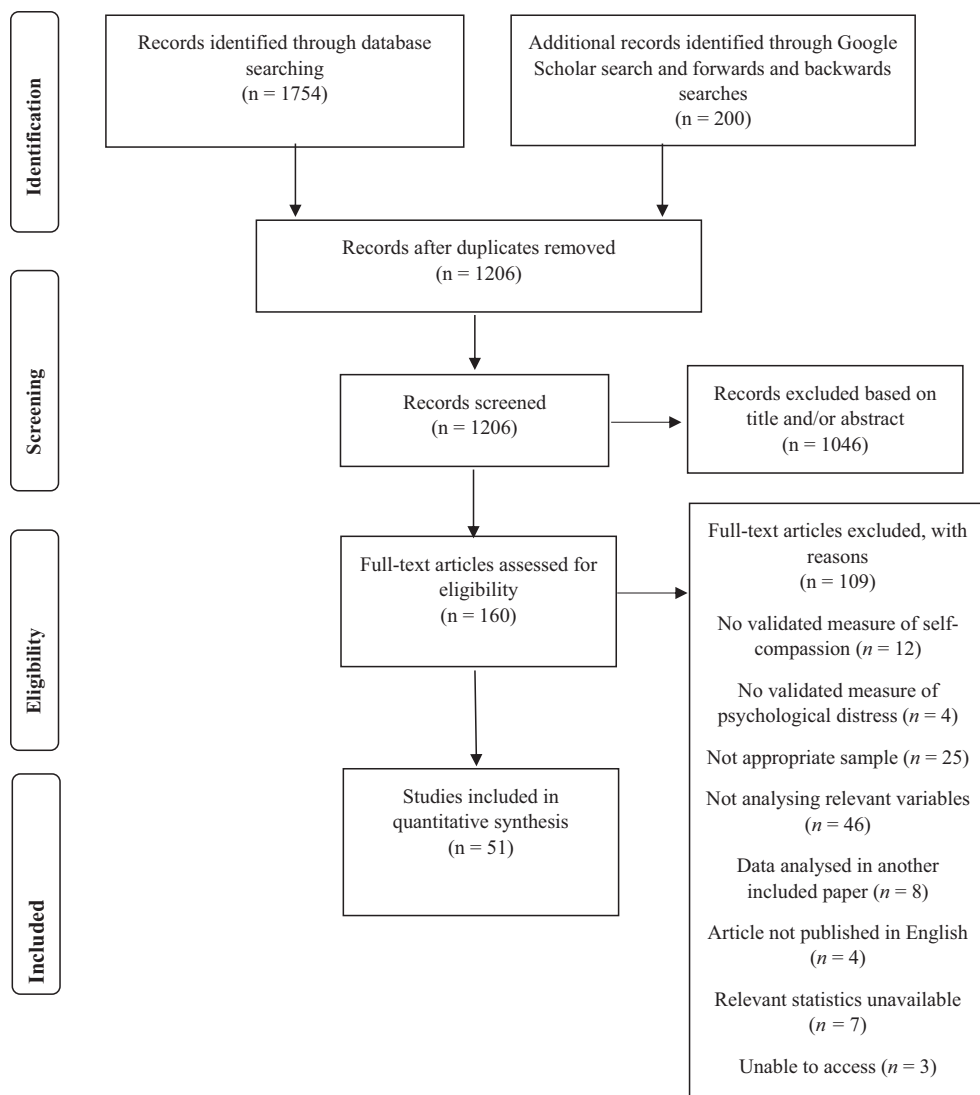 Identification
Records identified through database
searching
(n = 1754)
Additional records identified through Google
Scholar search and forwards and backwards
searches
(n = 200)
Records after duplicates removed
(n = 1206)
Screening
Records screened
(n = 1206)
Records excluded based on
title and/or abstract
(n = 1046)
Eligibility
Full-text articles assessed for
eligibility
(n = 160)
Full-text articles excluded, with
reasons
(n = 109)
No validated measure of self-
compassion (n = 12)
No validated measure of
psychological distress (n = 4)
Not appropriate sample (n = 25)
Not analysing relevant variables
(n = 46)
Data analysed in another
included paper (n = 8)
Article not published in English
(n = 4)
Relevant statistics unavailable
(n = 7)
Unable to access (n = 3)
Included
Studies included in
quantitative synthesis
(n = 51)